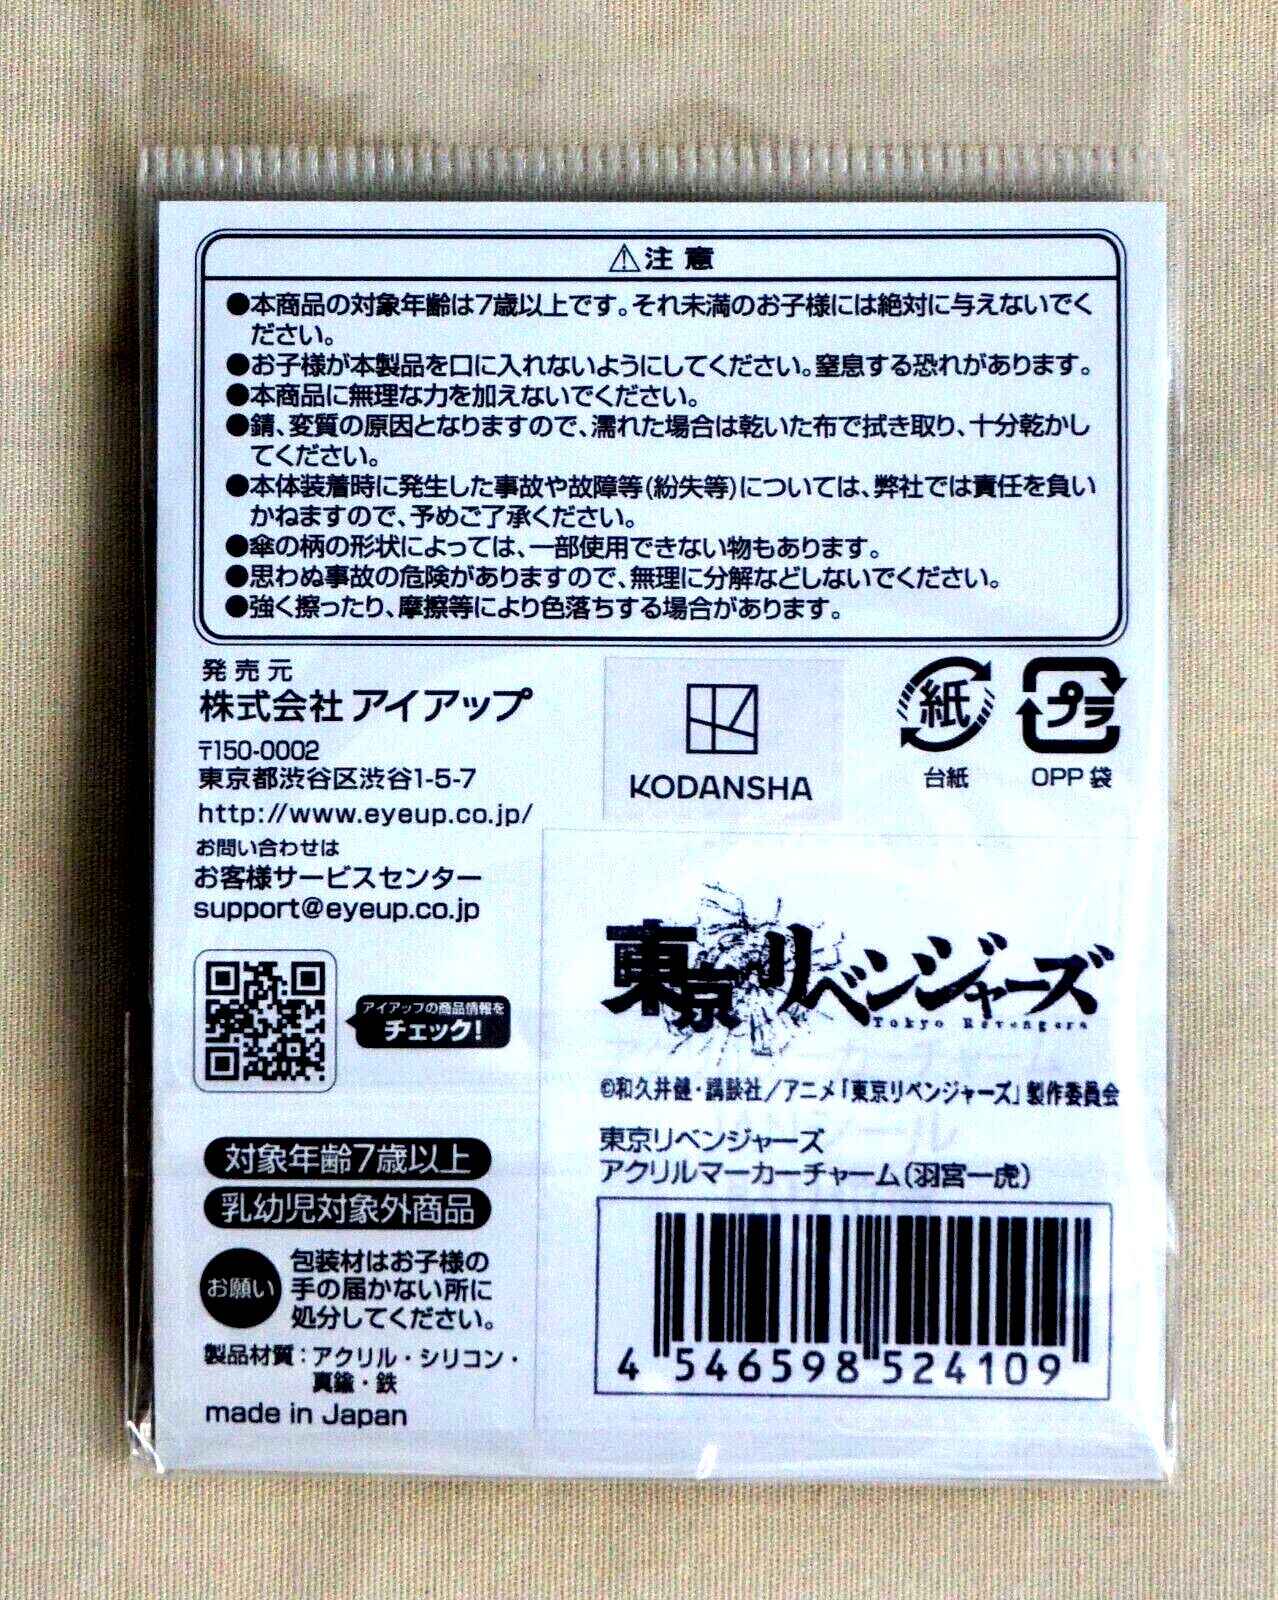 ⚠注意
●本商品の対象年齢は7歳以上です。それ未満のお子様には絶対に与えないでく
ださい。
●お子様が本製品を口に入れないようにしてください。窒息する恐れがあります。
●本商品に無理な力を加えないでください。
●錆、変質の原因となりますので、濡れた場合は乾いた布で拭き取り、十分乾かし
てください。
●本体装着時に発生した事故や故障等(紛失等)については、弊社では責任を負い
かねますので、予めご了承ください。
●傘の柄の形状によっては、一部使用できない物もあります。
●思わぬ事故の危険がありますので、無理に分解などしないでください。
●強く擦ったり、摩擦等により色落ちする場合があります。
発売元
株式会社アイアップ
〒150-0002
東京都渋谷区渋谷1-5-7
http://www.eyeup.co.jp/
お問い合わせは
お客様サービスセンター
support@eyeup.co.jp
KODANSHA
紙
台紙
プラ
OPP 袋
アイアップの商品情報を
チェック!
東京リベンジャーズ
Tokyo Revengers
©和久井健・講談社/アニメ「東京リベンジャーズ」製作委員会
東京リベンジャーズ
アクリルマーカーチャーム(羽宮一虎)
4 546598 524109
対象年齢7歳以上
乳幼児対象外商品
お願い
包装材はお子様の
手の届かない所に
処分してください。
製品材質：アクリル・シリコン・
真鍮・鉄
made in Japan